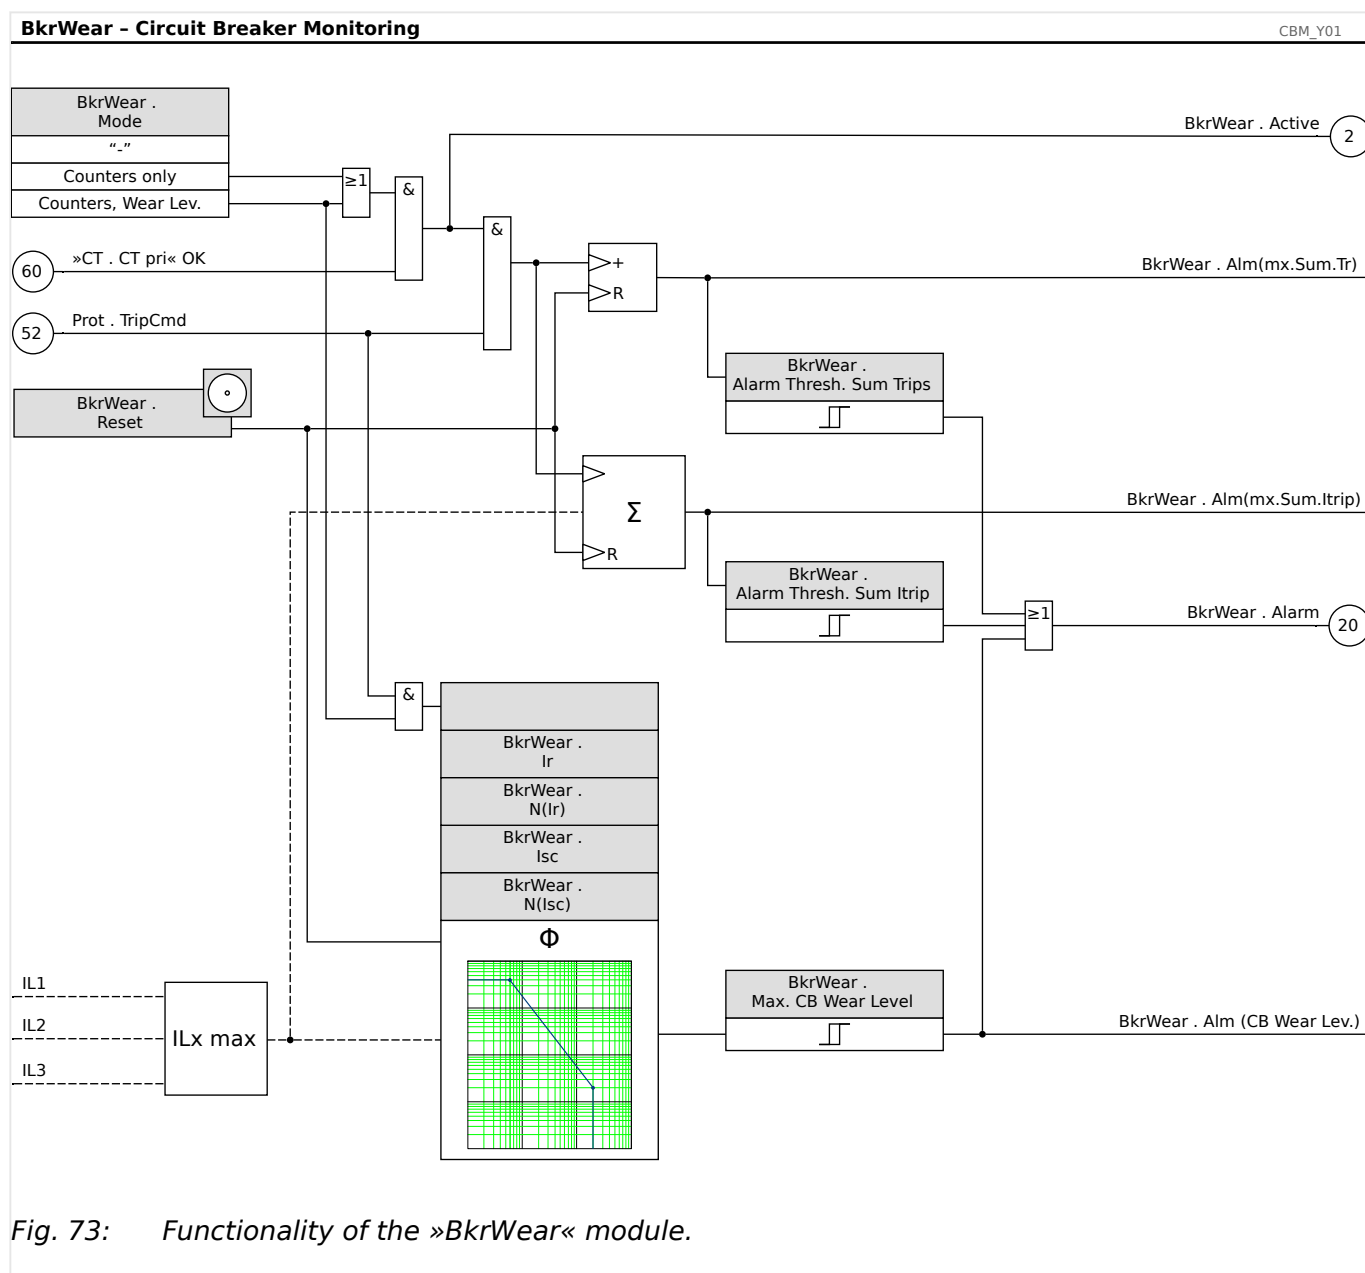 BkrWear – Circuit Breaker Monitoring
CBM_Y01
BkrWear .
Mode
“-”
Counters only
Counters, Wear Lev.
≥1
&
&
BkrWear . Active
2
60
»CT . CT pri« OK
52
Prot . TripCmd
+
R
BkrWear . Alm(mx.Sum.Tr)
BkrWear .
Alarm Thresh. Sum Trips
BkrWear .
Reset
Σ
R
BkrWear . Alm(mx.Sum.Itrip)
BkrWear .
Alarm Thresh. Sum Itrip
≥1
BkrWear . Alarm
20
&
BkrWear .
Ir
BkrWear .
N(Ir)
BkrWear .
Isc
BkrWear .
N(Isc)
Φ
IL1
IL2
IL3
ILx max
BkrWear .
Max. CB Wear Level
BkrWear . Alm (CB Wear Lev.)
Fig. 73: Functionality of the »BkrWear« module.